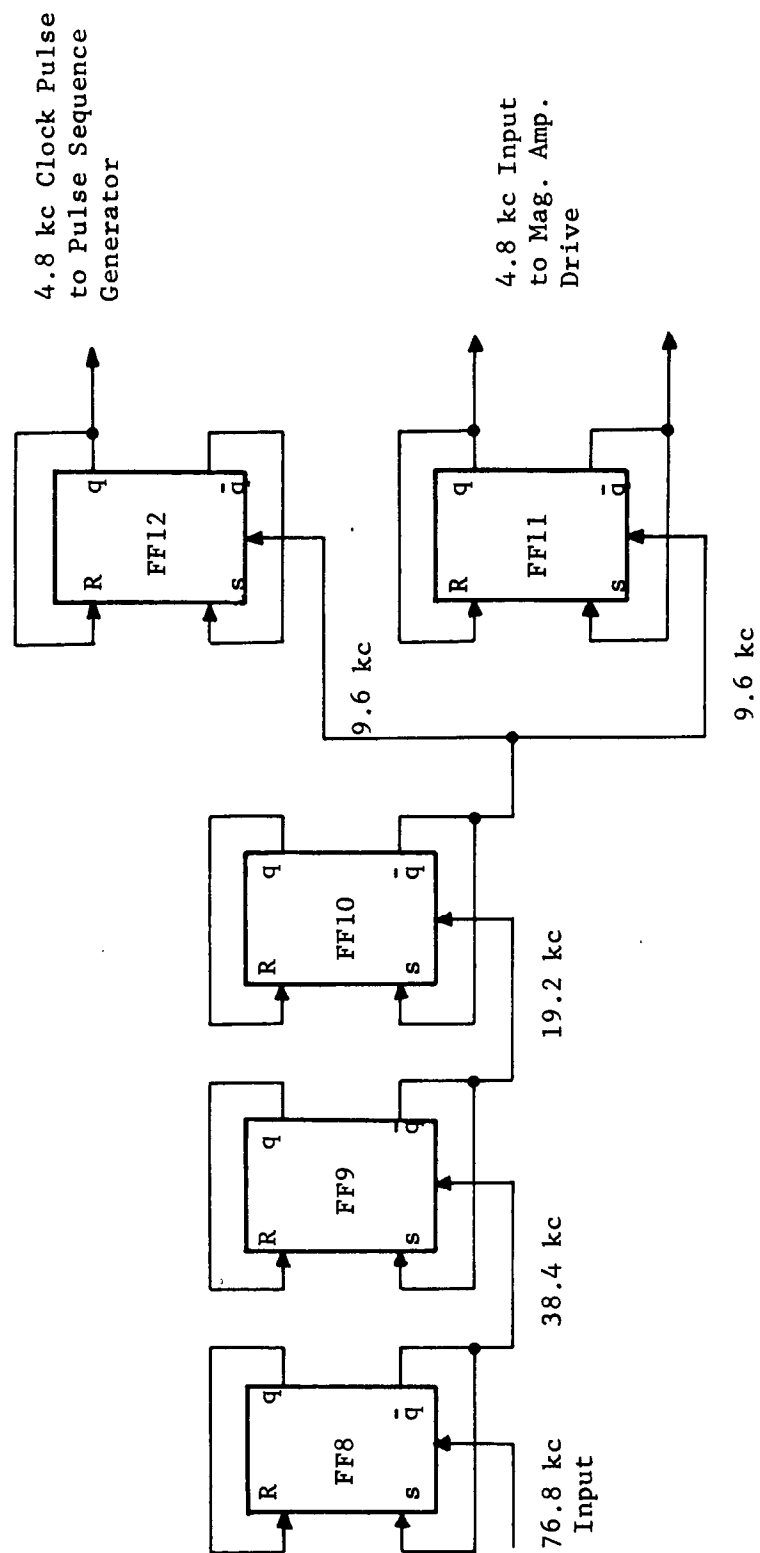 4.8 kc Clock Pulse
to Pulse Sequence
Generator
R
q
FF12
s
q̄
9.6 kc
4.8 kc Input
to Mag. Amp.
Drive
R
q
FF11
s
q̄
9.6 kc
R
q
FF8
s
q̄
76.8 kc
Input
38.4 kc
R
q
FF9
s
q̄
19.2 kc
R
q
FF10
s
q̄